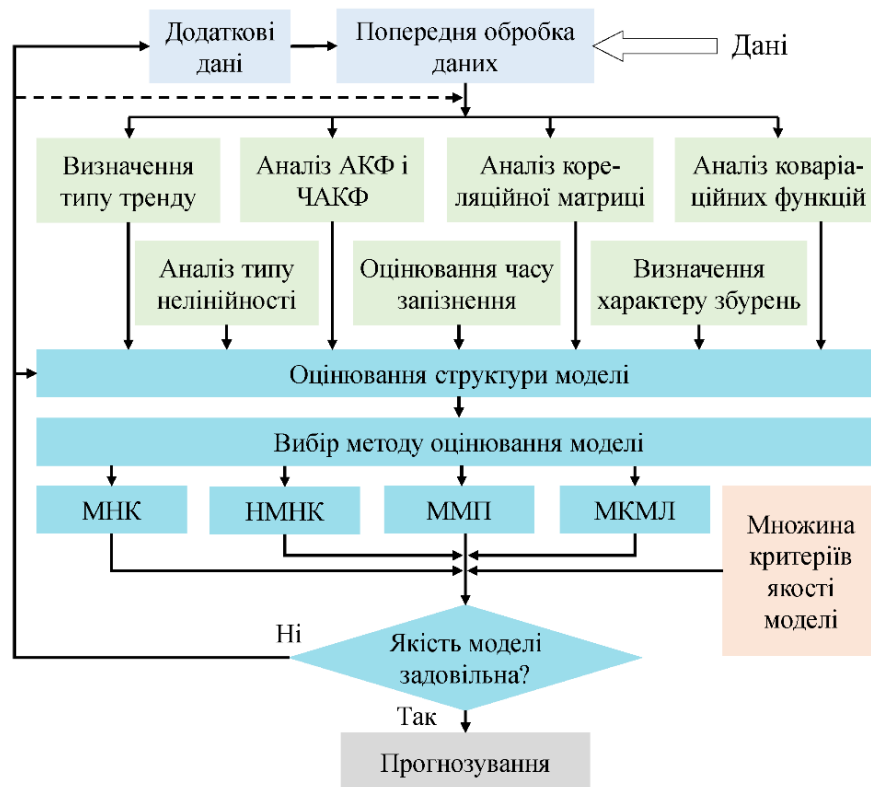 Додаткові
дані
Попередня обробка
даних
Дані
Визначення
типу тренду
Аналіз АКФ і
ЧАКФ
Аналіз коре-
ляційної матриці
Аналіз коваріа-
ційних функцій
Аналіз типу
нелінійності
Оцінювання часу
запізнення
Визначення
характеру збурень
Оцінювання структури моделі
Вибір методу оцінювання моделі
МНК
НМНК
ММП
МКМЛ
Множина
критеріїв
якості
моделі
Ні
Якість моделі
задовільна?
Так
Прогнозування